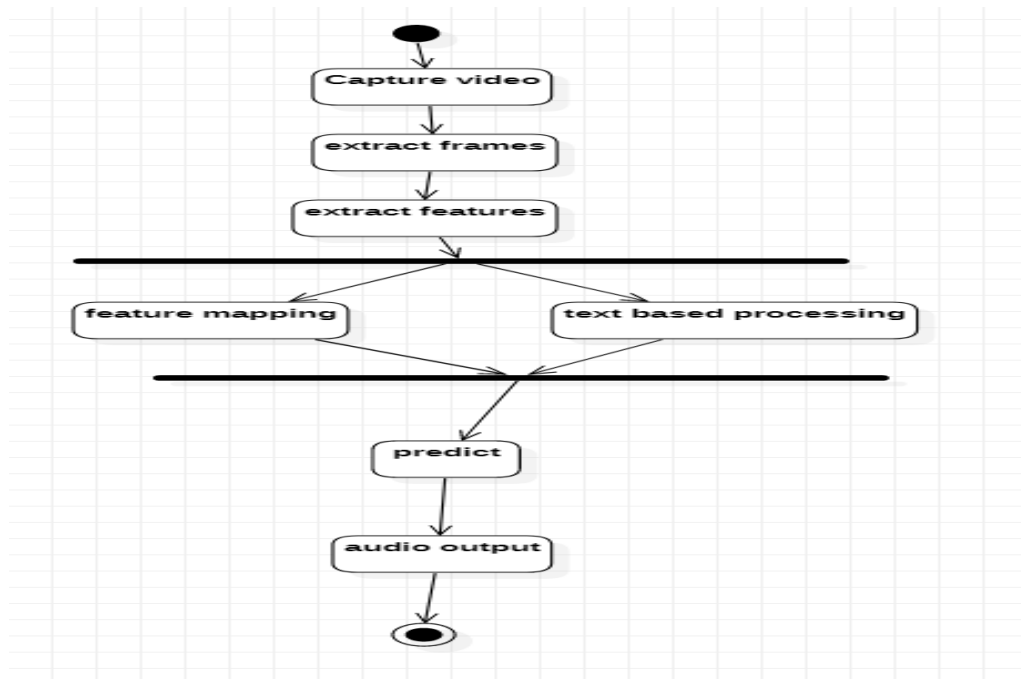 Capture video
extract frames
extract features
feature mapping
text based processing
predict
audio output